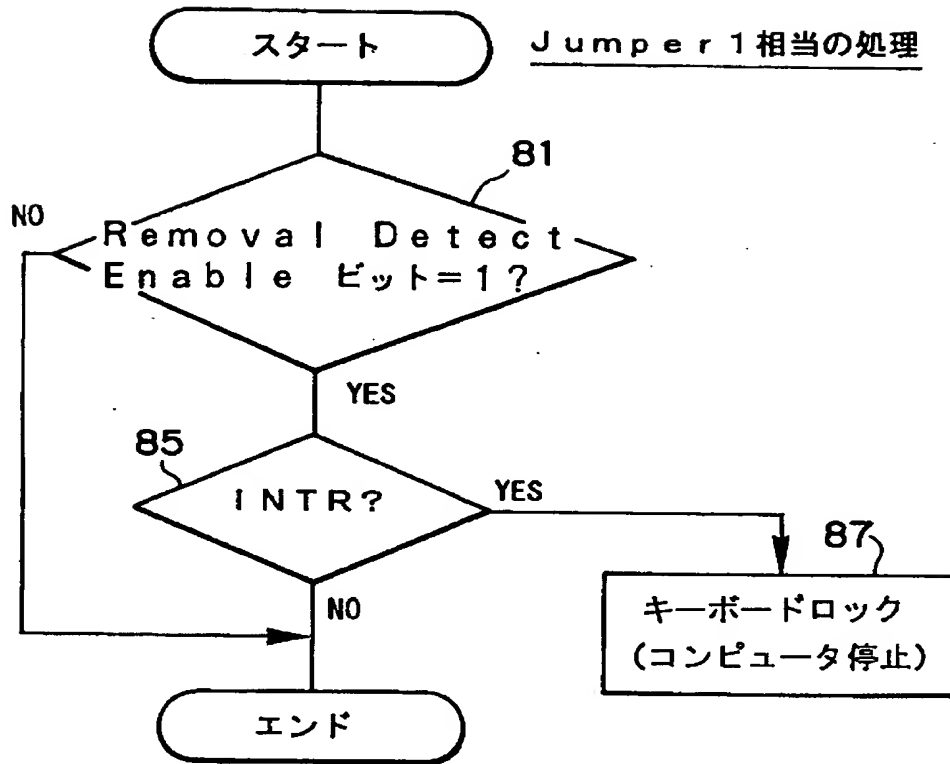 スタート
Jumper1相当の処理
81
NO
Removal Detect
Enable ビット=1?
YES
85
INTR?
YES
87
NO
キーボードロック
(コンピュータ停止)
エンド